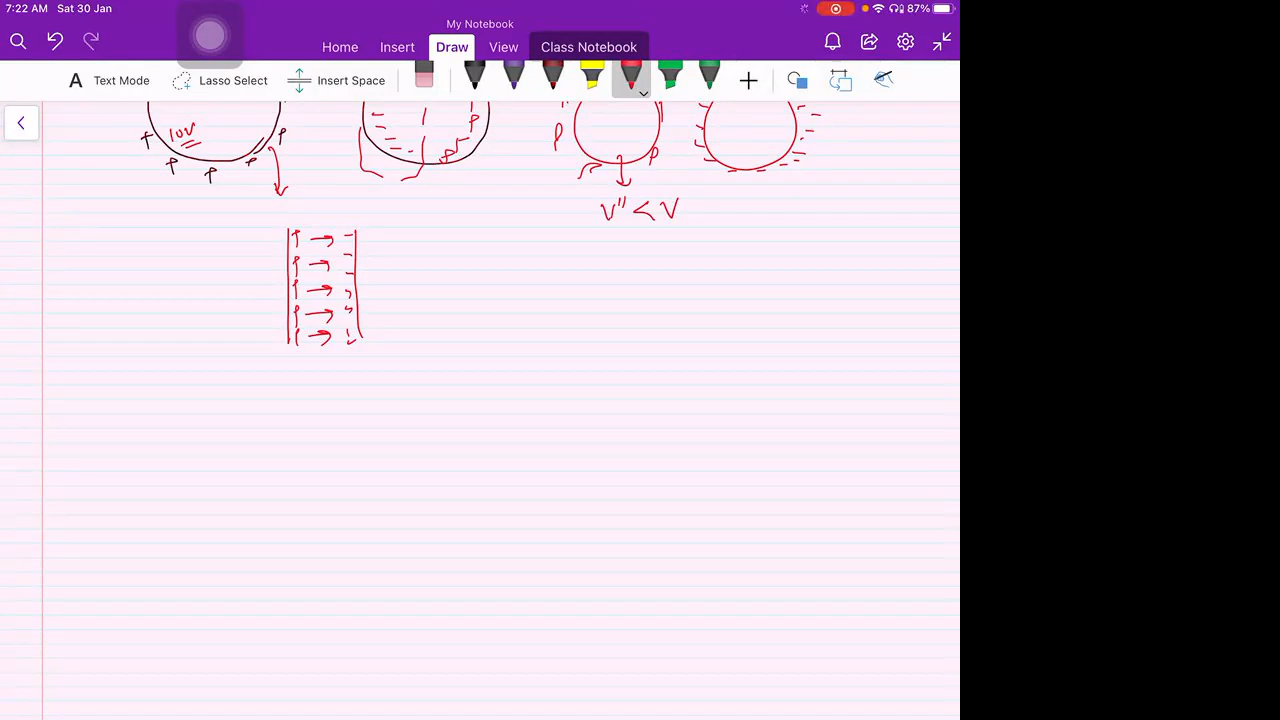 7:22 AM Sat 30 Jan 87%
My Notebook
Home Insert Draw View Class Notebook
A Text Mode Lasso Select Insert Space
10V
V" < V